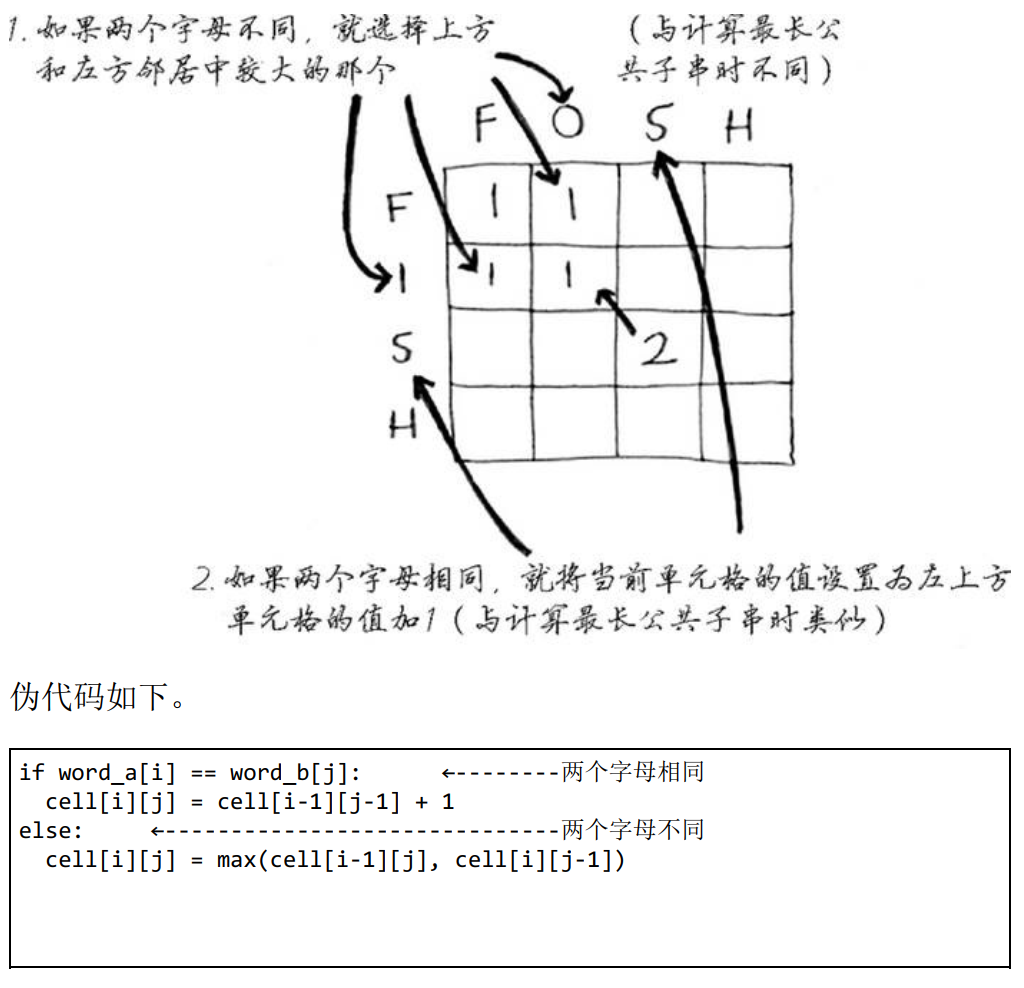 1. 如果两个字母不同，就选择上方
和左方邻居中较大的那个
（与计算最长公
共子串时不同）
F O S H
F 1 1
I 1 1
S 2
H
2. 如果两个字母相同，就将当前单元格的值设置为左上方
单元格的值加1（与计算最长公共子串时类似）
伪代码如下。
if word_a[i] == word_b[j]: ←--------两个字母相同
cell[i][j] = cell[i-1][j-1] + 1
else: ←------------------------------两个字母不同
cell[i][j] = max(cell[i-1][j], cell[i][j-1])